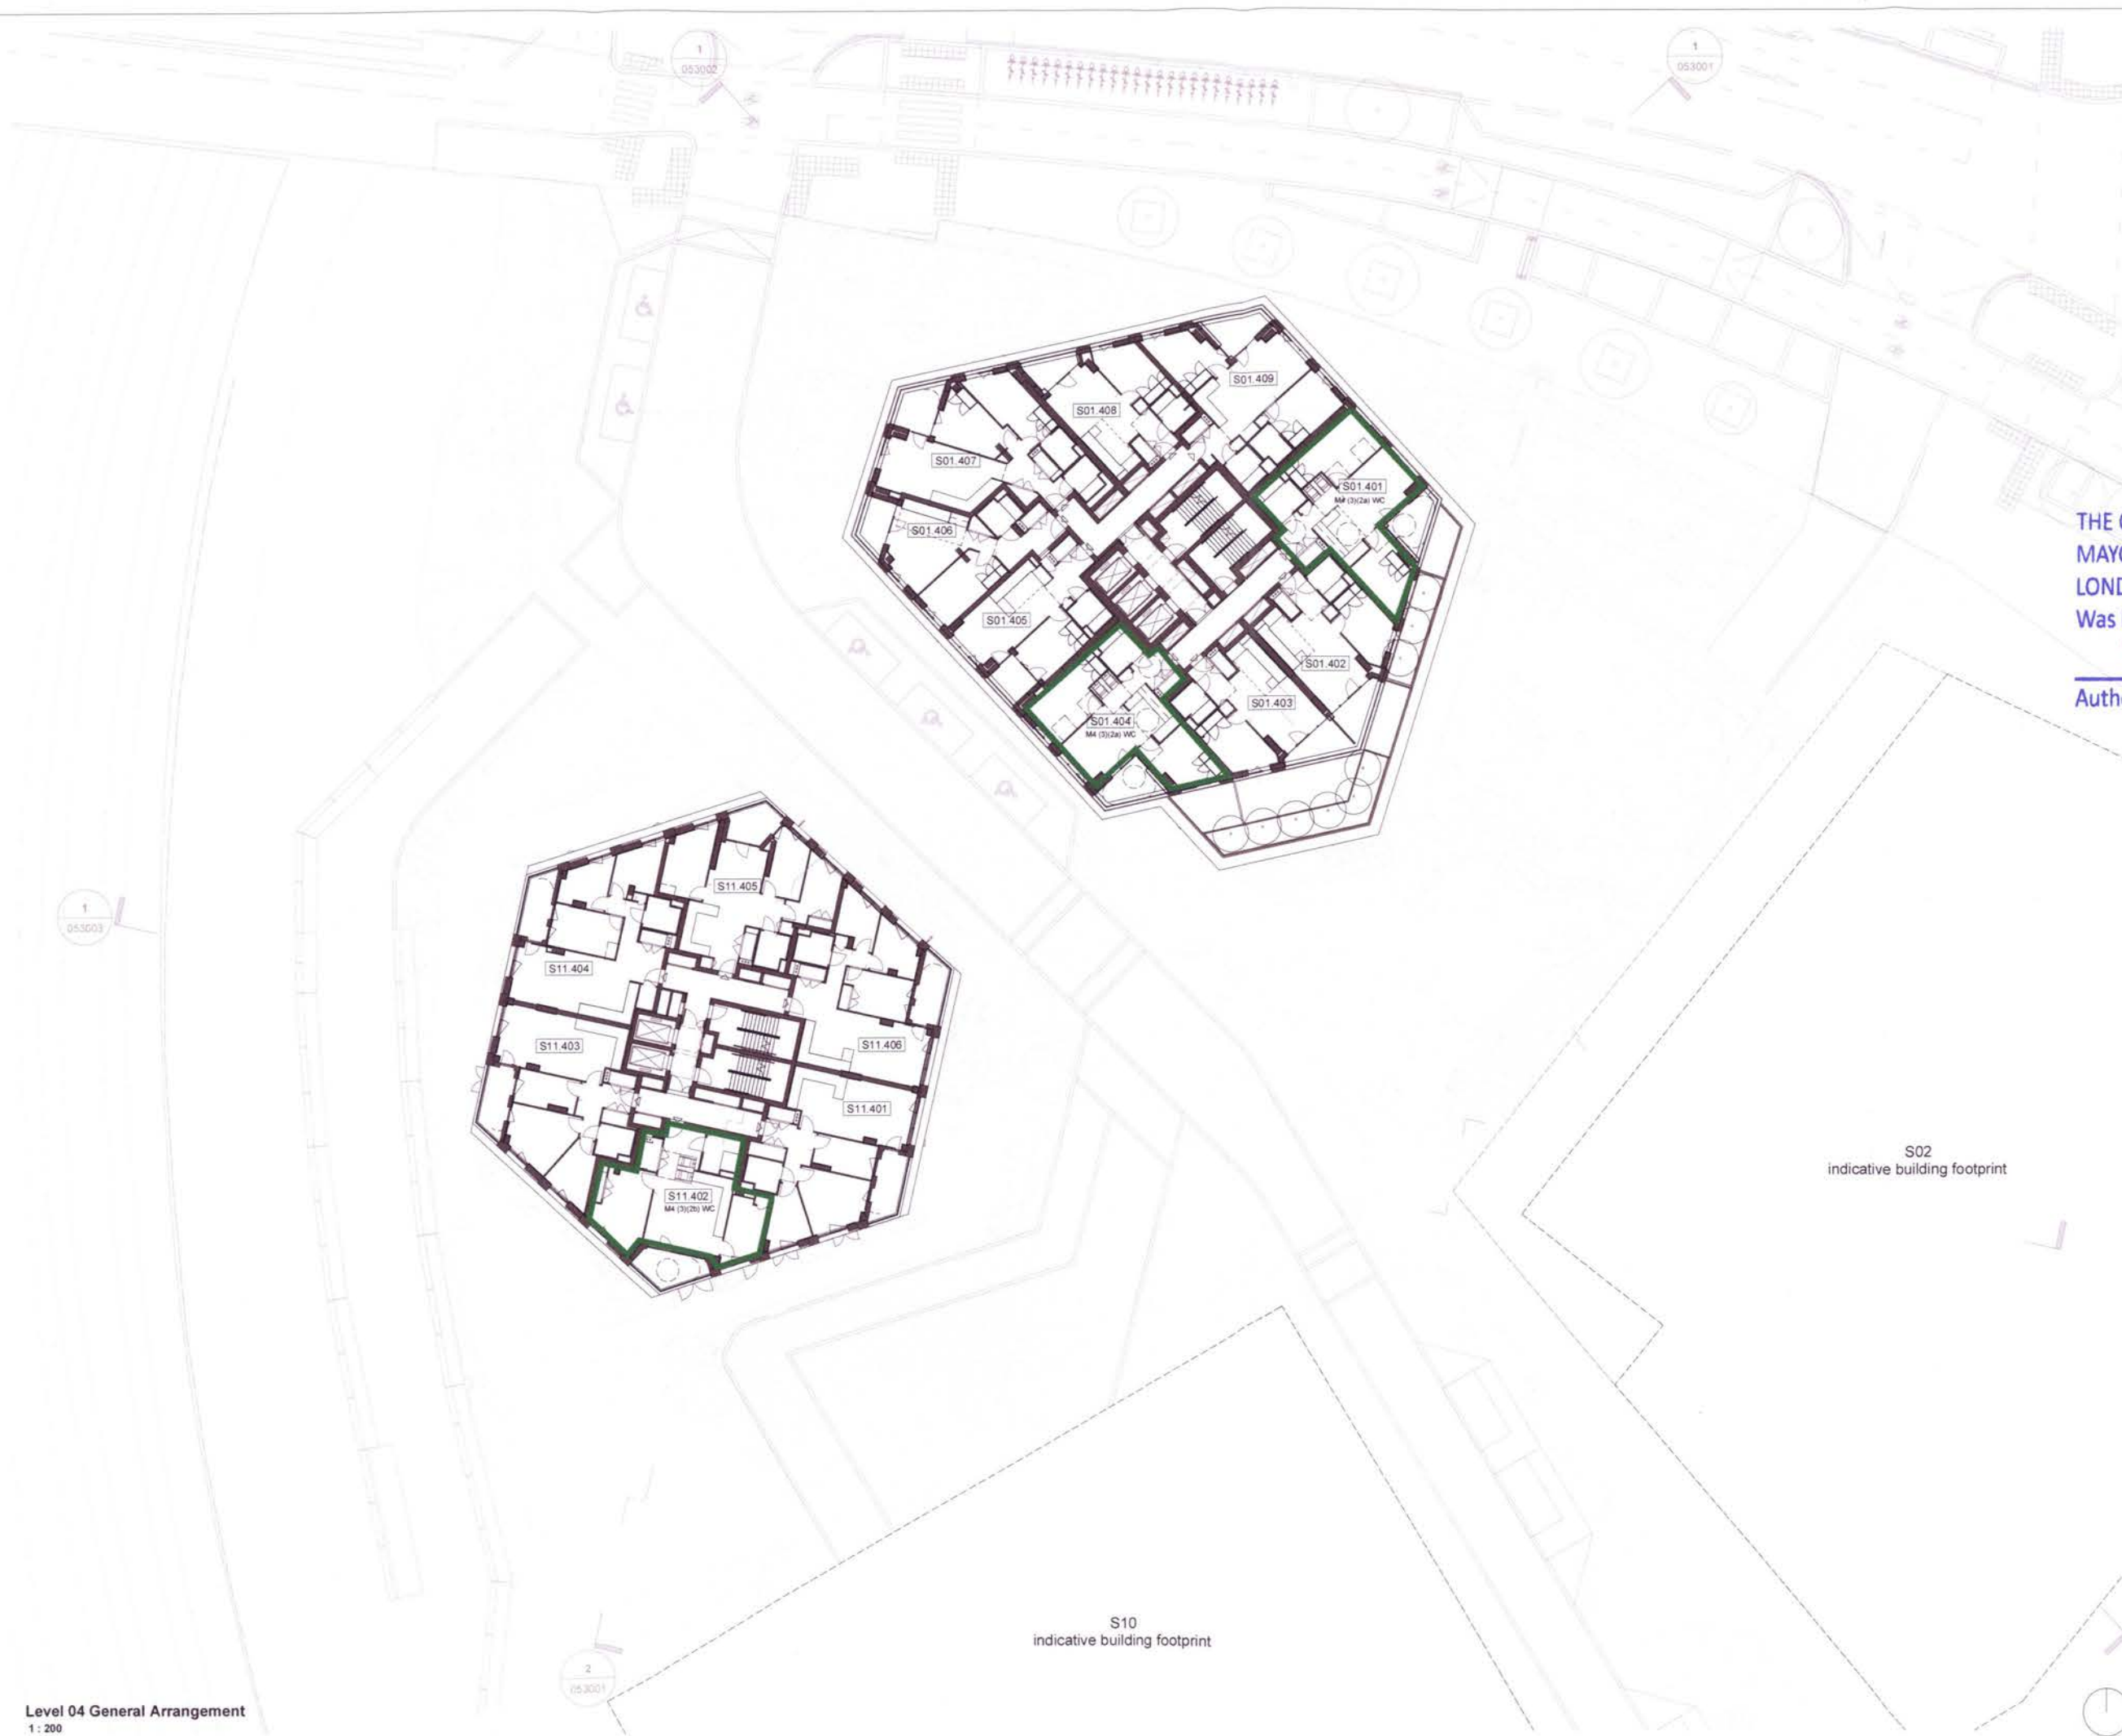 1
053002
1
053001
S01.409
S01.408
S01.407
S01.401
M4 (3)(2a) WC
S01.406
S01.405
S01.402
S01.403
S01.404
M4 (3)(2a) WC
THE
MAY
LOND
Was
Auth
S11.405
1
053003
S11.404
S11.403
S11.406
S11.401
S11.402
M4 (3)(2b) WC
S02
indicative building footprint
S10
indicative building footprint
2
053001
Level 04 General Arrangement
1 : 200